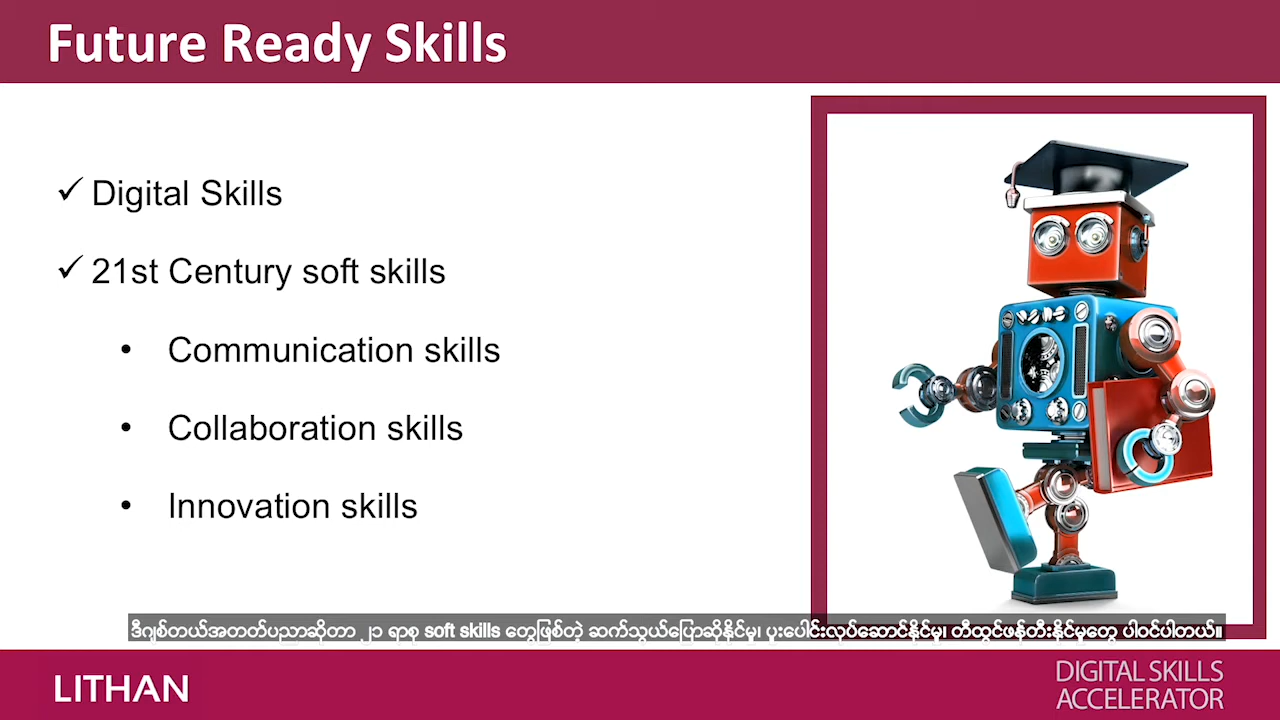 Future Ready Skills
✓ Digital Skills
✓ 21st Century soft skills
• Communication skills
• Collaboration skills
• Innovation skills
ဒီဂျစ်တယ်အတတ်ပညာဆိုတာ ၂၁ ရာစု soft skills တွေဖြစ်တဲ့ ဆက်သွယ်ပြောဆိုနိုင်မှု၊ ပူးပေါင်းလုပ်ဆောင်နိုင်မှု၊ တီထွင်ဖန်တီးနိုင်မှုတွေ ပါဝင်ပါတယ်။
LITHAN
DIGITAL SKILLS
ACCELERATOR